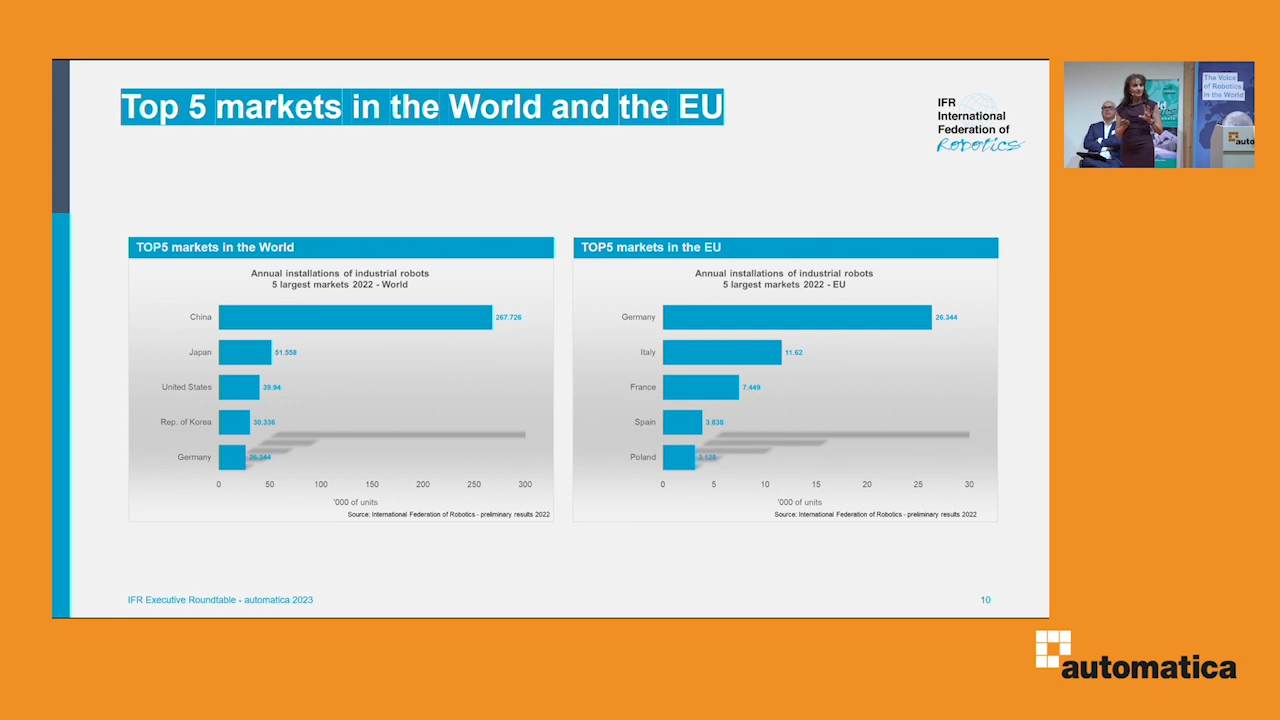 Top 5 markets in the World and the EU
IFR
International
Federation of
Robotics
The Voice
of Robotics
in the World
TOP5 markets in the World
Annual installations of industrial robots
5 largest markets 2022 - World
China
267.726
Japan
51.558
United States
39.94
Rep. of Korea
30.336
Germany
26.344
0 50 100 150 200 250 300
'000 of units
Source: International Federation of Robotics - preliminary results 2022
TOP5 markets in the EU
Annual installations of industrial robots
5 largest markets 2022 - EU
Germany
26.344
Italy
11.62
France
7.449
Spain
3.838
Poland
0 5 10 15 20 25 30
'000 of units
Source: International Federation of Robotics - preliminary results 2022
IFR Executive Roundtable - automatica 2023
10
automatica